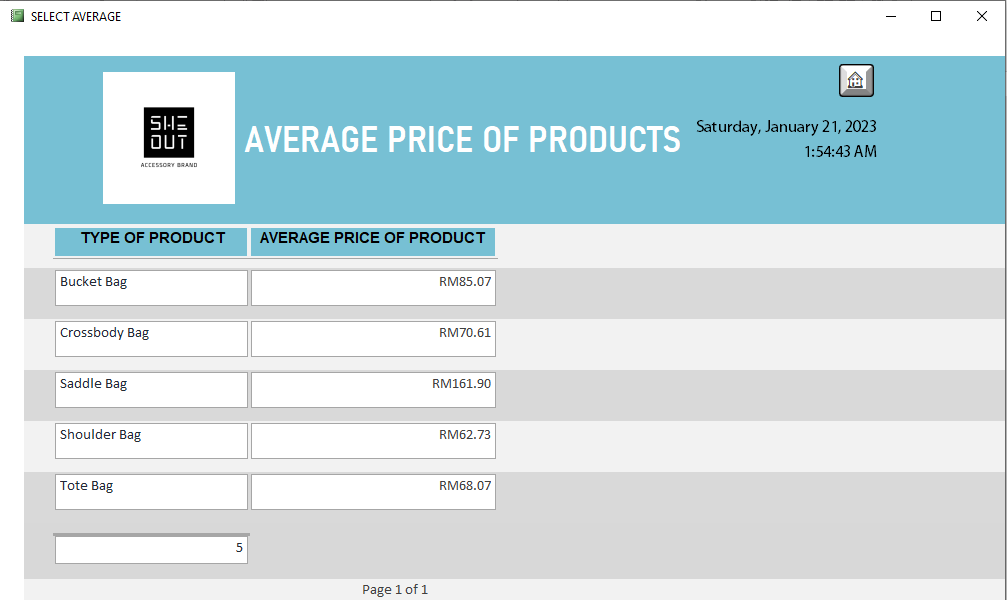 SELECT AVERAGE
SHE
OUT
ACCESSORY BRAND
AVERAGE PRICE OF PRODUCTS
Saturday, January 21, 2023
1:54:43 AM
TYPE OF PRODUCT AVERAGE PRICE OF PRODUCT
Bucket Bag RM85.07
Crossbody Bag RM70.61
Saddle Bag RM161.90
Shoulder Bag RM62.73
Tote Bag RM68.07
5
Page 1 of 1